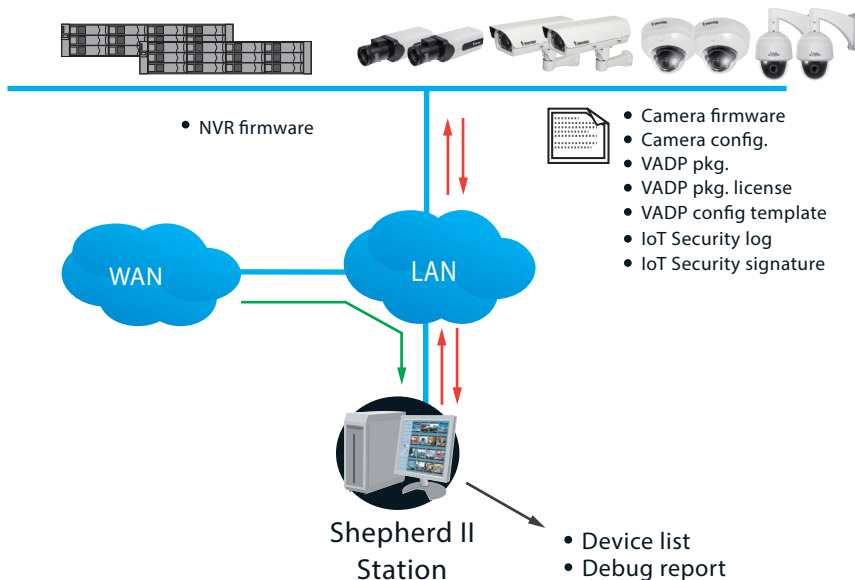 • NVR firmware
• Camera firmware
• Camera config.
• VADP pkg.
• VADP pkg. license
• VADP config template
• IoT Security log
• IoT Security signature
WAN
LAN
Shepherd II
Station
• Device list
• Debug report